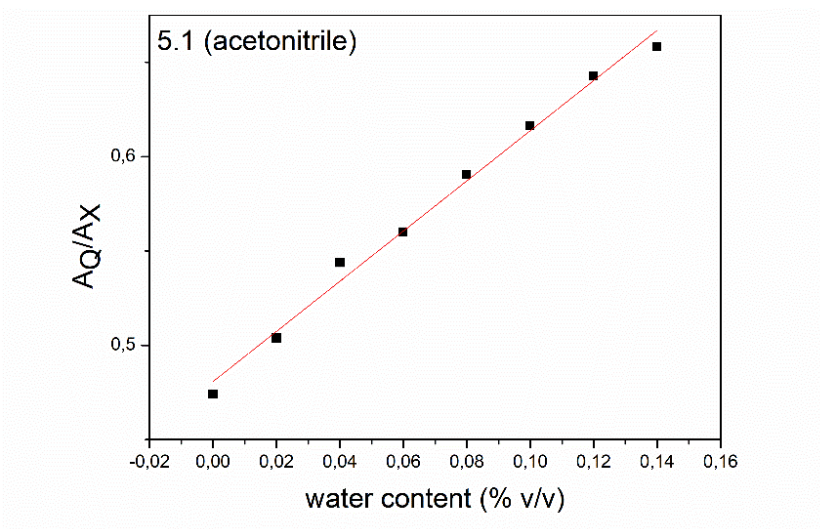 5.1 (acetonitrile)
0,6
0,5
AQ/AX
-0,02 0,00 0,02 0,04 0,06 0,08 0,10 0,12 0,14 0,16
water content (% v/v)